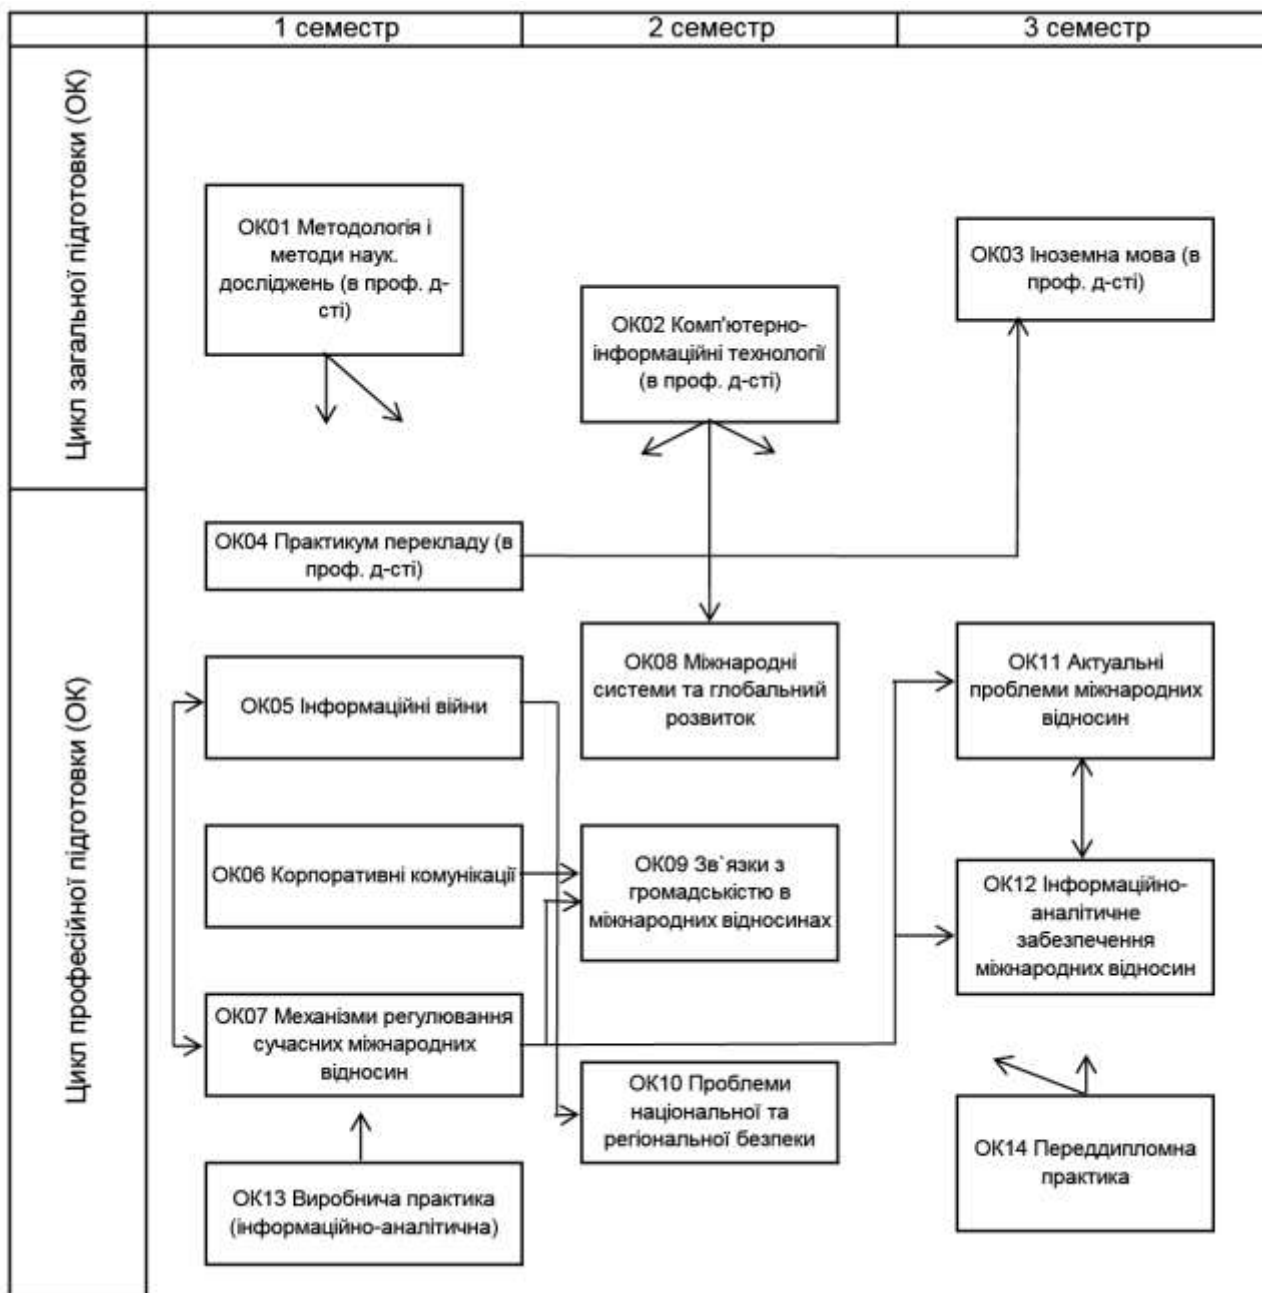 1 семестр
2 семестр
3 семестр
Цикл загальної підготовки (ОК)
ОК01 Методологія і
методи наук.
досліджень (в проф. д-
сті)
ОК02 Комп'ютерно-
інформаційні технології
(в проф. д-сті)
ОК03 Іноземна мова (в
проф. д-сті)
Цикл професійної підготовки (ОК)
ОК04 Практикум перекладу (в
проф. д-сті)
ОК05 Інформаційні війни
ОК06 Корпоративні комунікації
ОК07 Механізми регулювання
сучасних міжнародних
відносин
ОК13 Виробнича практика
(інформаційно-аналітична)
ОК08 Міжнародні
системи та глобальний
розвиток
ОК09 Зв`язки з
громадськістю в
міжнародних відносинах
ОК10 Проблеми
національної та
регіональної безпеки
ОК11 Актуальні
проблеми міжнародних
відносин
ОК12 Інформаційно-
аналітичне
забезпечення
міжнародних відносин
ОК14 Переддипломна
практика